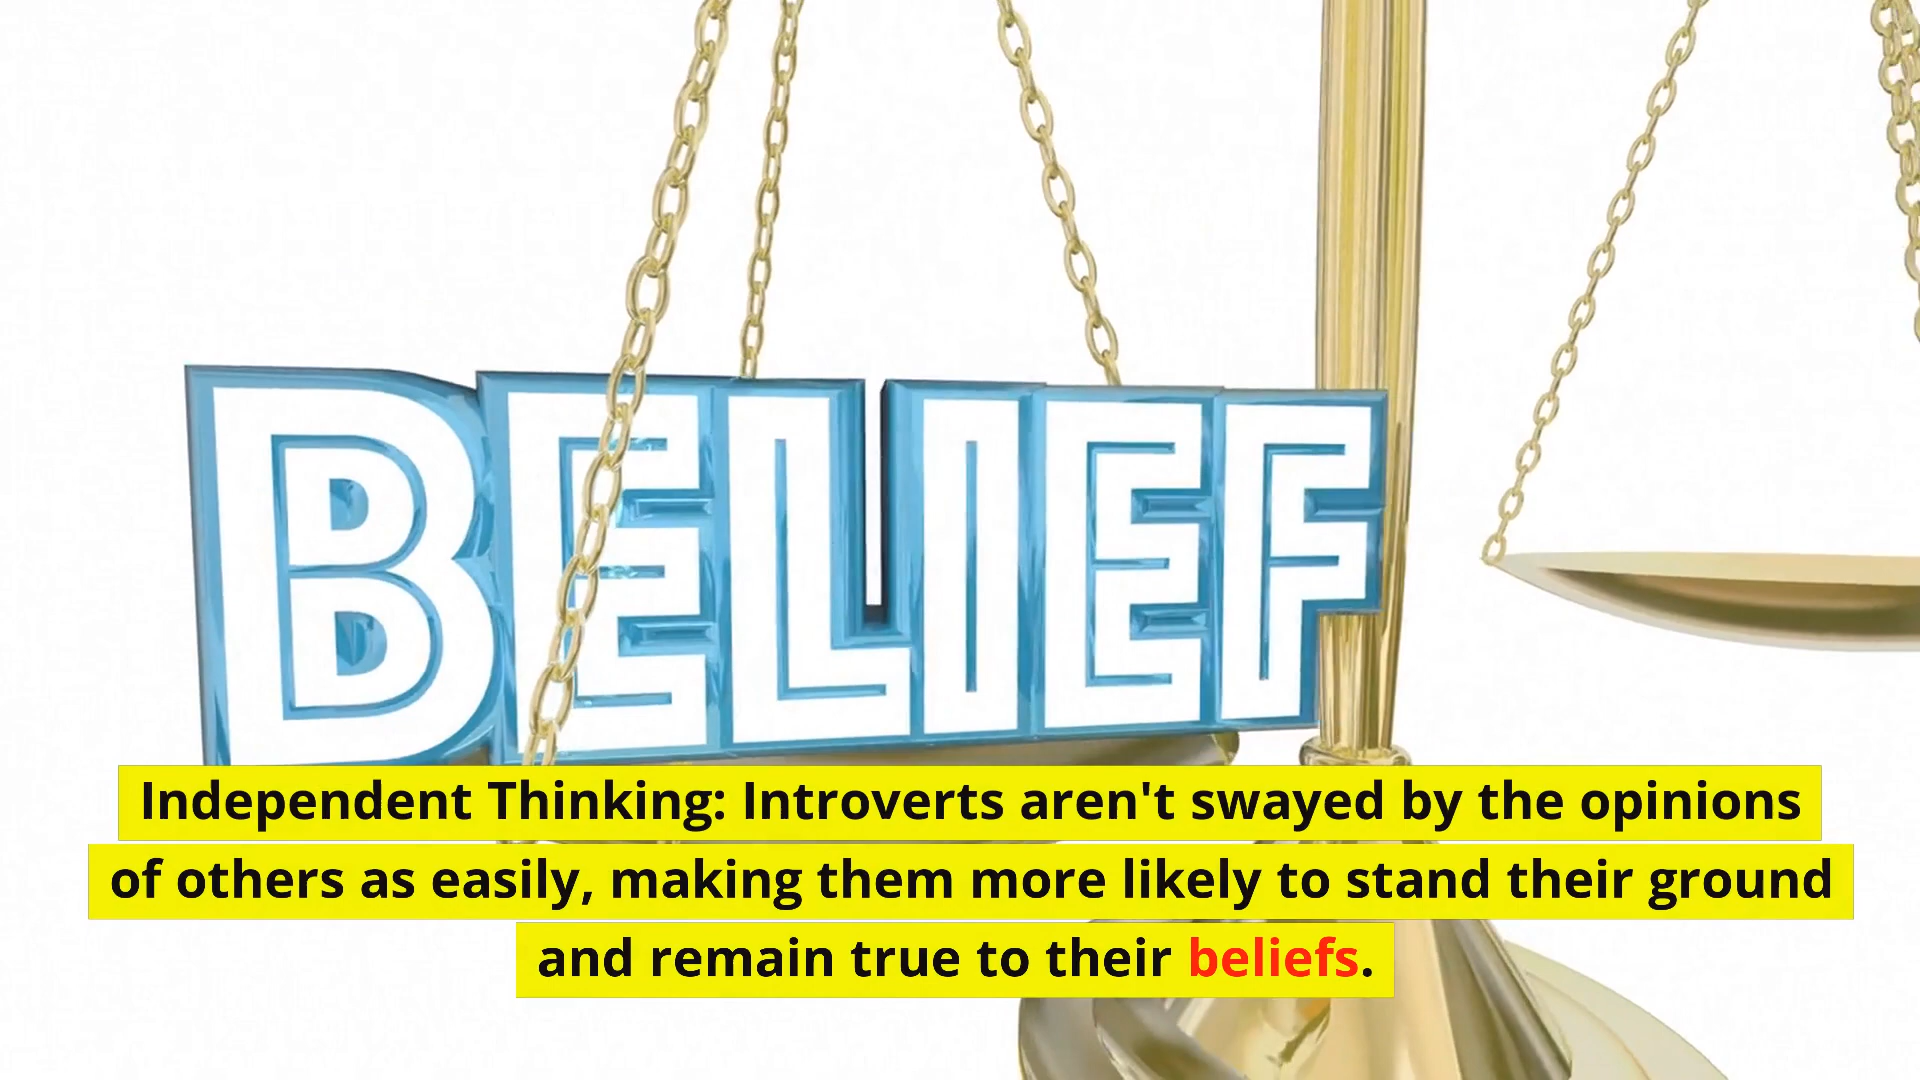 BELIEF
Independent Thinking: Introverts aren't swayed by the opinions
of others as easily, making them more likely to stand their ground
and remain true to their beliefs.